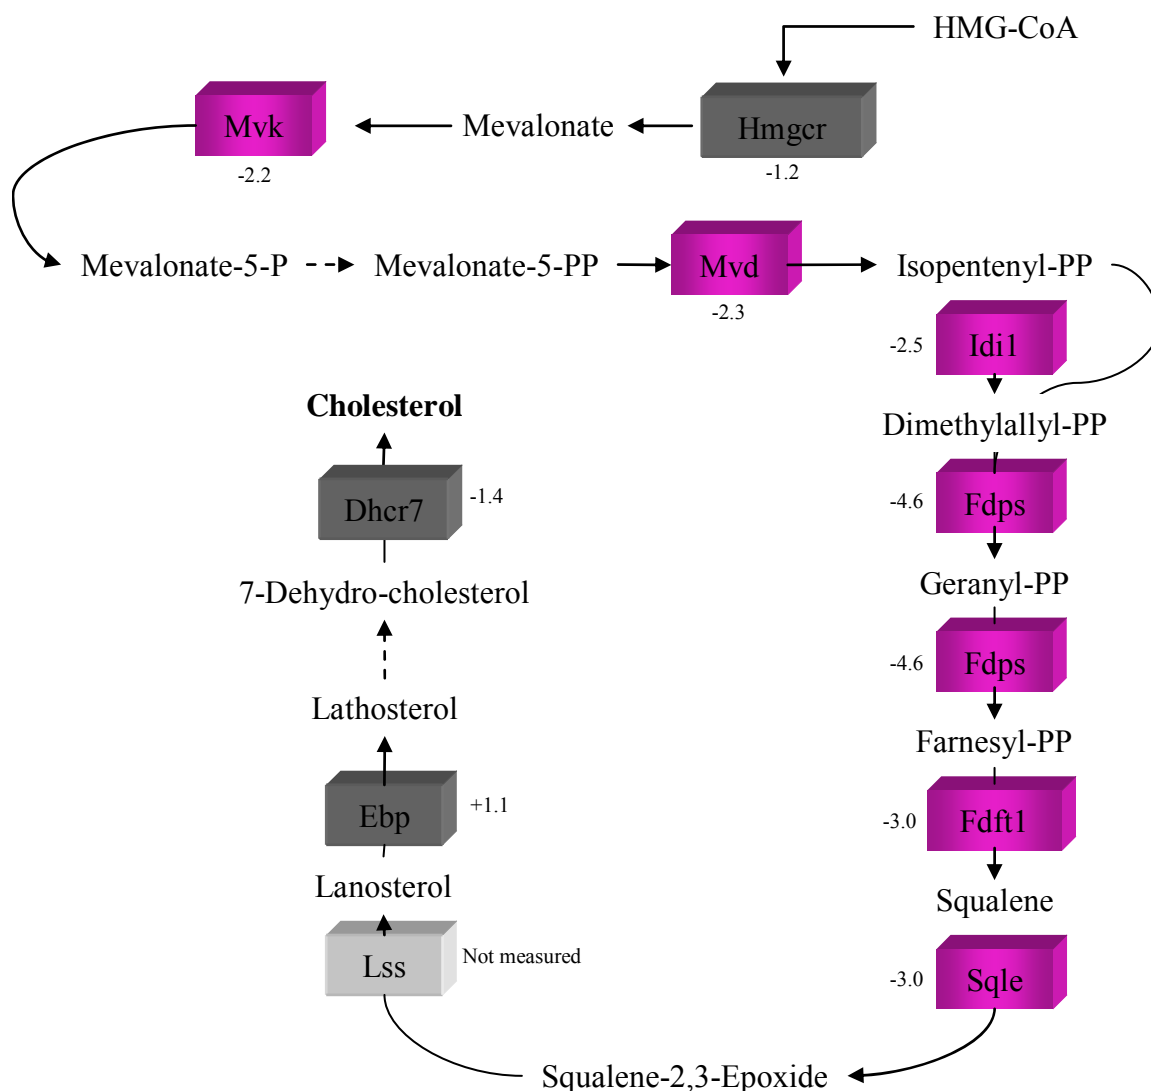 HMG-CoA
Mvk
Mevalonate
Hmgcr
-2.2
-1.2
Mevalonate-5-P
Mevalonate-5-PP
Mvd
Isopentenyl-PP
-2.3
-2.5
Idi1
Cholesterol
Dimethylallyl-PP
Dhcr7
-1.4
-4.6
Fdps
7-Dehydro-cholesterol
Geranyl-PP
-4.6
Fdps
Lathosterol
Farnesyl-PP
Ebp
+1.1
-3.0
Fdft1
Lanosterol
Squalene
Lss
Not measured
-3.0
Sqle
Squalene-2,3-Epoxide